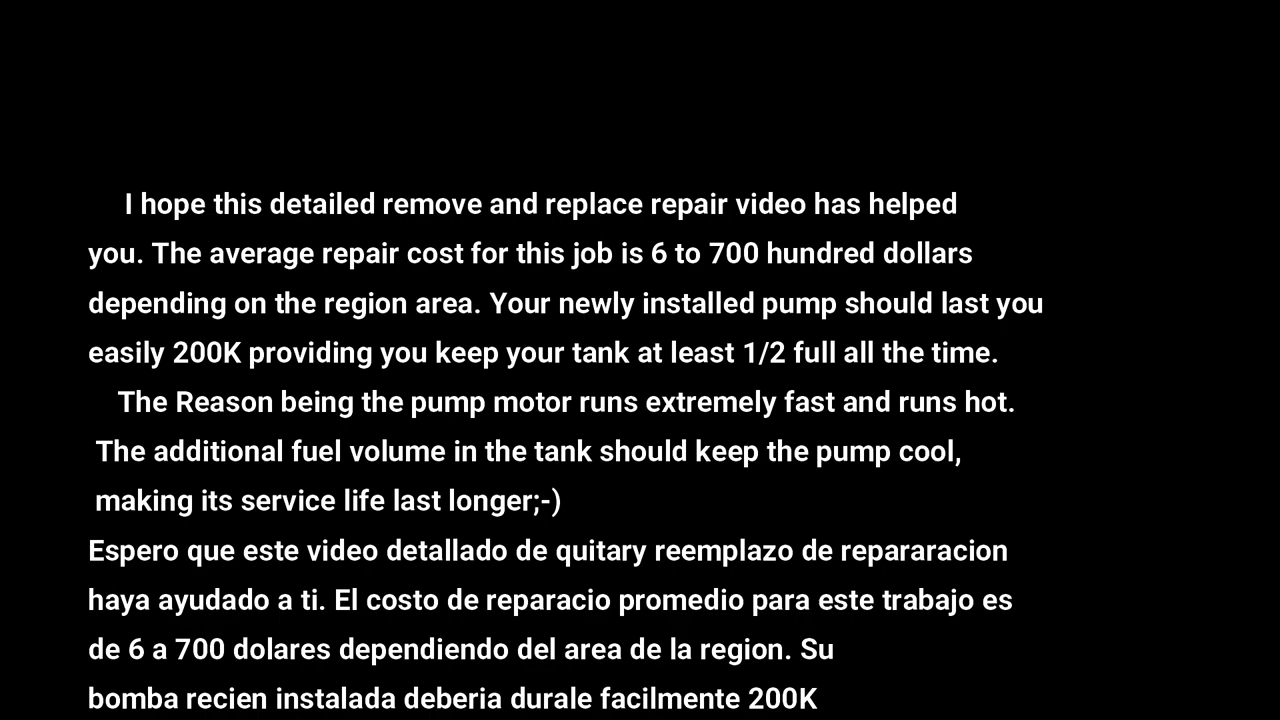 I hope this detailed remove and replace repair video has helped
you. The average repair cost for this job is 6 to 700 hundred dollars
depending on the region area. Your newly installed pump should last you
easily 200K providing you keep your tank at least 1/2 full all the time.
The Reason being the pump motor runs extremely fast and runs hot.
The additional fuel volume in the tank should keep the pump cool,
making its service life last longer;-)
Espero que este video detallado de quitary reemplazo de repararacion
haya ayudado a ti. El costo de reparacio promedio para este trabajo es
de 6 a 700 dolares dependiendo del area de la region. Su
bomba recien instalada deberia durale facilmente 200K